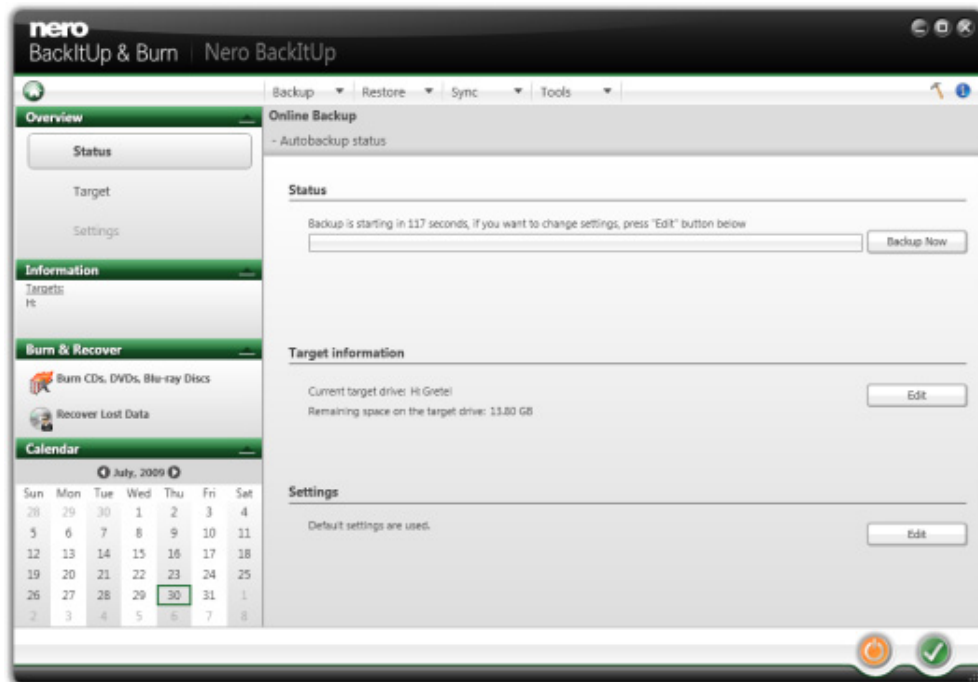 nero
BackItUp & Burn | Nero BackItUp
Backup Restore Sync Tools
Overview
Status
Target
Settings
Information
Targets:
H:
Burn & Recover
Burn CDs, DVDs, Blu-ray Discs
Recover Lost Data
Calendar
July, 2009
Sun Mon Tue Wed Thu Fri Sat
28 29 30 1 2 3 4
5 6 7 8 9 10 11
12 13 14 15 16 17 18
19 20 21 22 23 24 25
26 27 28 29 30 31 1
2 3 4 5 6 7 8
Online Backup
- Autobackup status
Status
Backup is starting in 117 seconds, if you want to change settings, press "Edit" button below
Backup Now
Target information
Current target drive: H:Gretel
Edit
Remaining space on the target drive: 13.80 GB
Settings
Default settings are used.
Edit